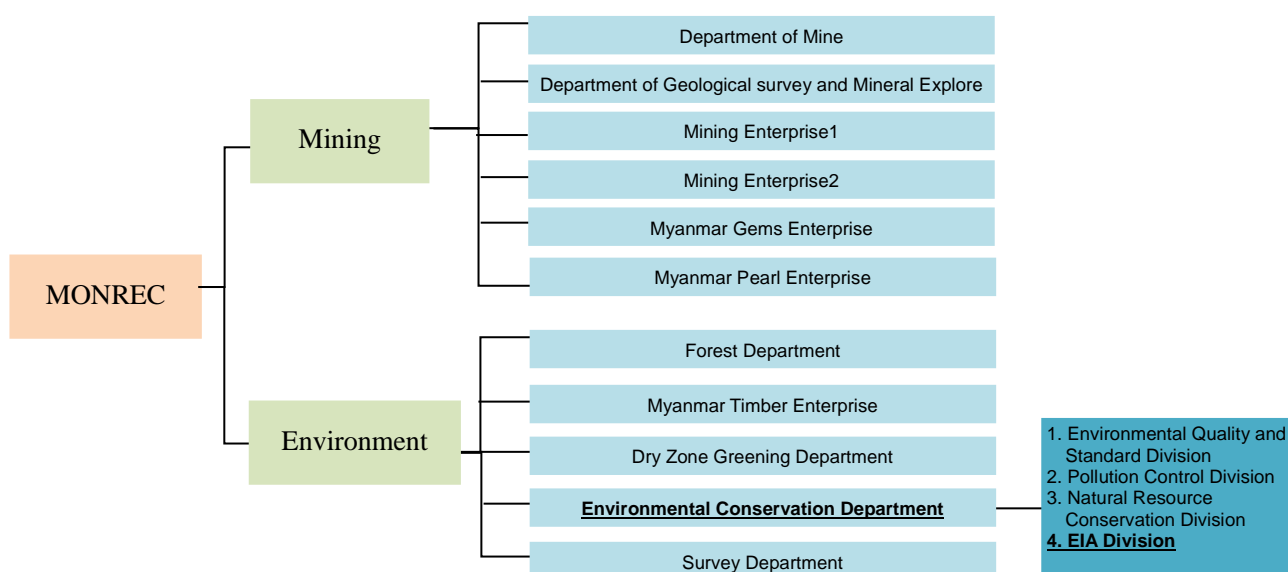 MONREC
Mining
Department of Mine
Department of Geological survey and Mineral Explore
Mining Enterprise1
Mining Enterprise2
Myanmar Gems Enterprise
Myanmar Pearl Enterprise
Environment
Forest Department
Myanmar Timber Enterprise
Dry Zone Greening Department
Environmental Conservation Department
Survey Department
1. Environmental Quality and
Standard Division
2. Pollution Control Division
3. Natural Resource
Conservation Division
4. EIA Division